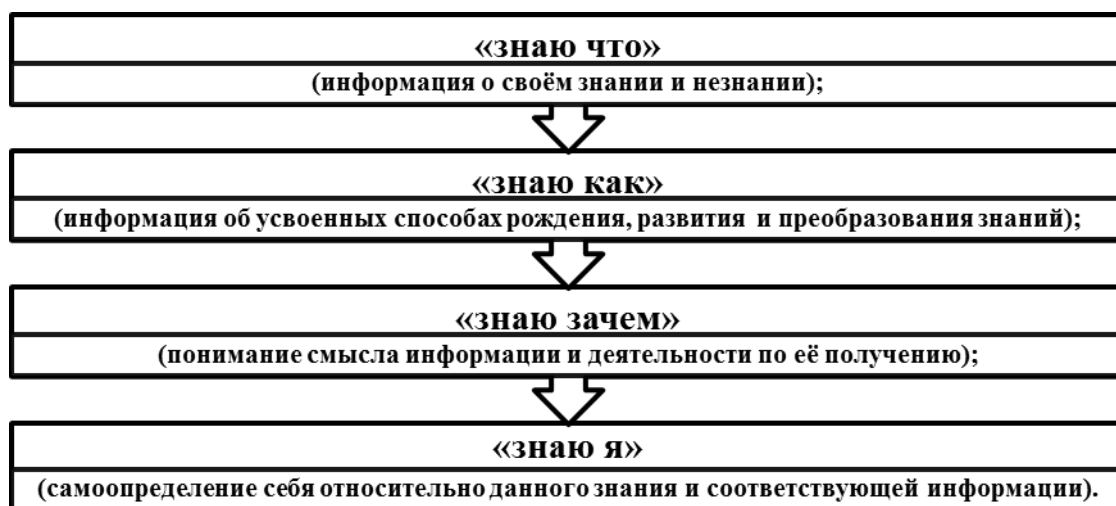 «знаю что»
(информация о своём знании и незнании);
«знаю как»
(информация об усвоенных способах рождения, развития и преобразования знаний);
«знаю зачем»
(понимание смысла информации и деятельности по её получению);
«знаю я»
(самоопределение себя относительно данного знания и соответствующей информации).